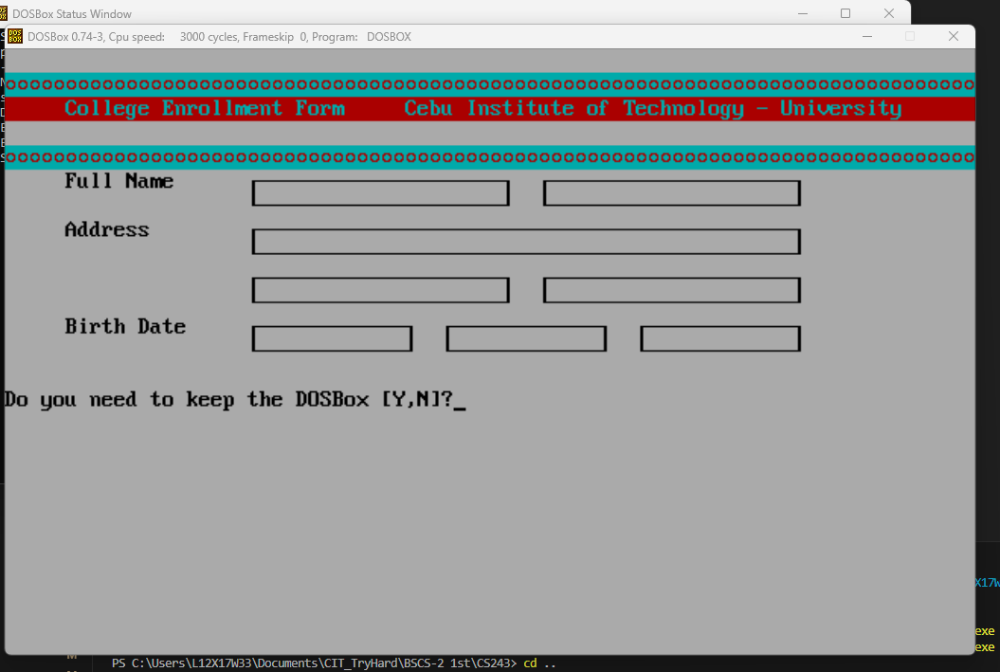 DOSBox Status Window
DOSBox 0.74-3, Cpu speed: 3000 cycles, Frameskip 0, Program: DOSBOX
College Enrollment Form Cebu Institute of Technology - University
Full Name
Address
Birth Date
Do you need to keep the DOSBox [Y,N]?_
X17W
exe
exe
PS C:\Users\L12X17W33\Documents\CIT_TryHard\BSCS-2 1st\CS243> cd ..